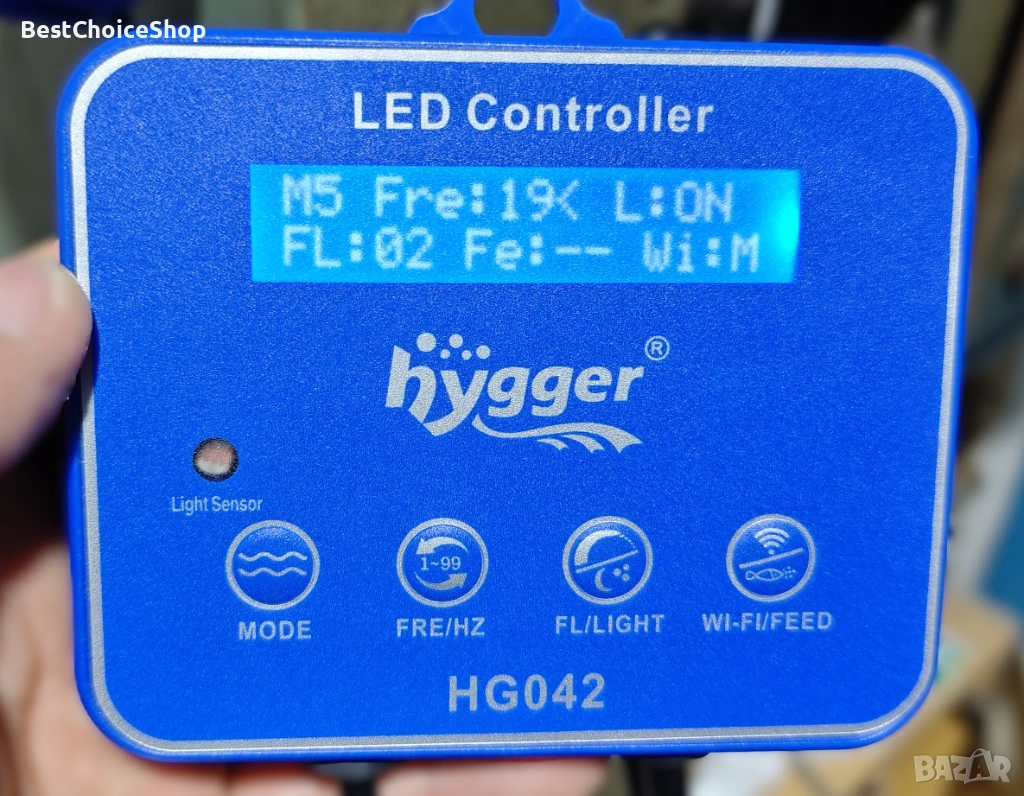 BestChoiceShop
LED Controller
M5 Fre:19< L:ON
FL:02 Fe:-- Wi:M
hygger®
Light Sensor
1~99
MODE
FRE/HZ
FL/LIGHT
WI-FI/FEED
HG042
BAZAR